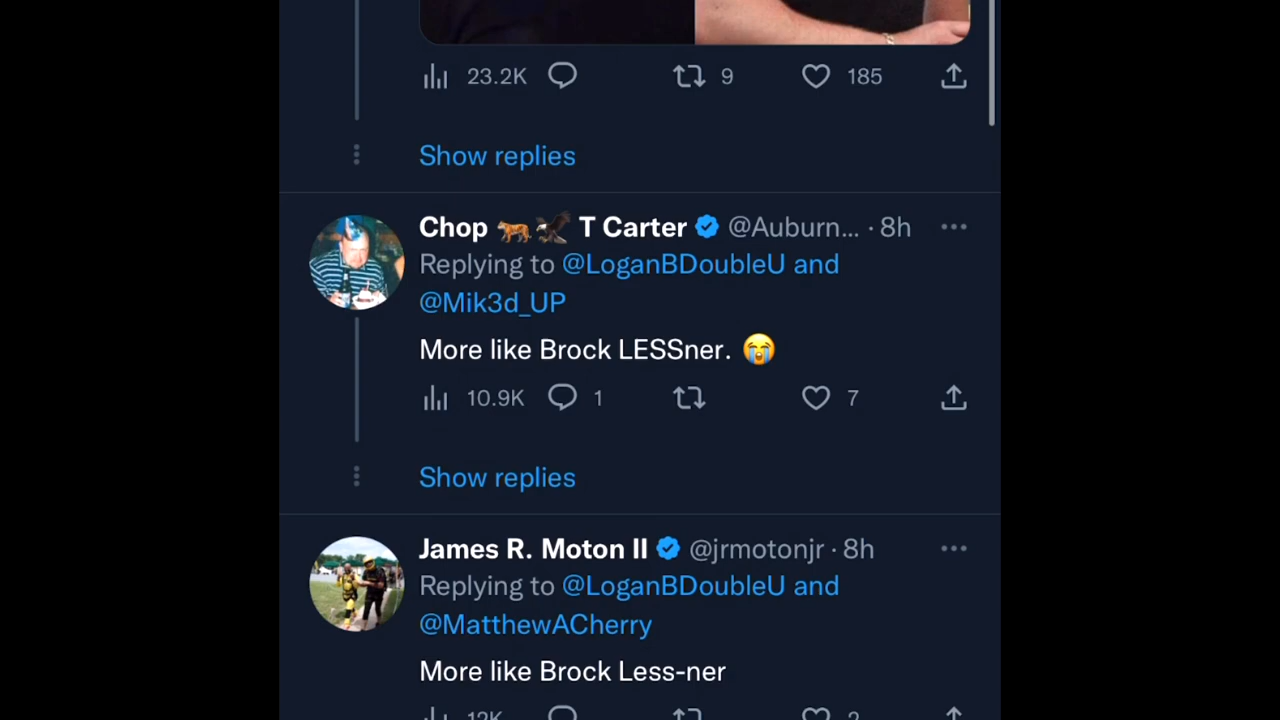 23.2K 9 185
Show replies
Chop 🐅🦅 T Carter @Auburn... · 8h
Replying to @LoganBDoubleU and
@Mik3d_UP
More like Brock LESSner. 😭
10.9K 1 7
Show replies
James R. Moton II @jrmotonjr · 8h
Replying to @LoganBDoubleU and
@MatthewACherry
More like Brock Less-ner
12K 2